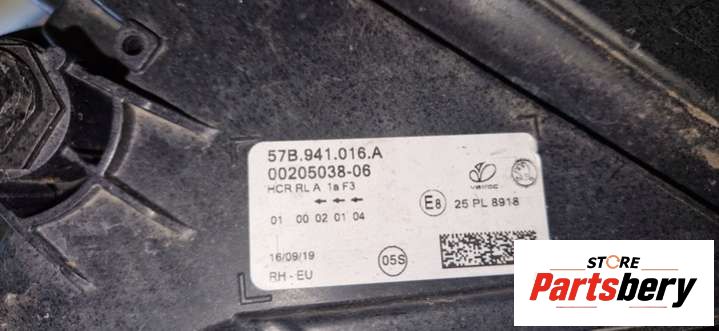 57B.941.016.A
00205038-06
HCR RL A 1a F3
01 00 02 01 04
VARROC
E8 25 PL 8918
16/09/19
05S
RH-EU
STORE
Partsbery